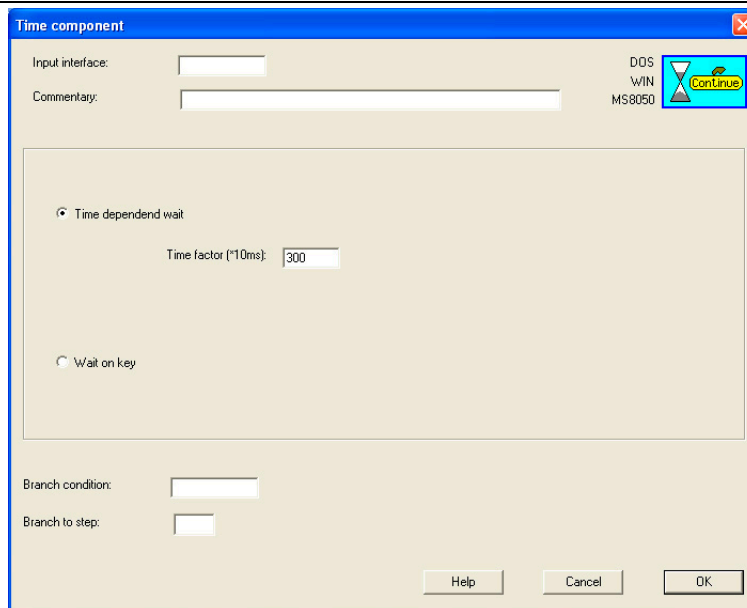 Time component
Input interface:
DOS
WIN
Continue
Commentary:
MS8050
Time dependend wait
Time factor (*10ms): 300
Wait on key
Branch condition:
Branch to step:
Help Cancel OK